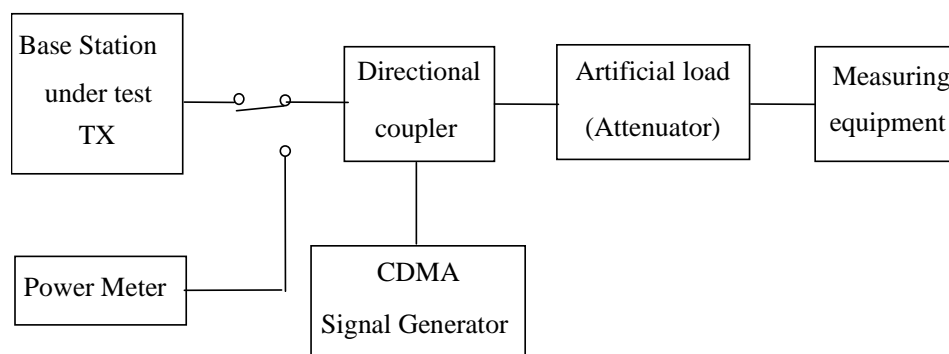 Base Station
under test
TX
Directional
coupler
Artificial load
(Attenuator)
Measuring
equipment
Power Meter
CDMA
Signal Generator